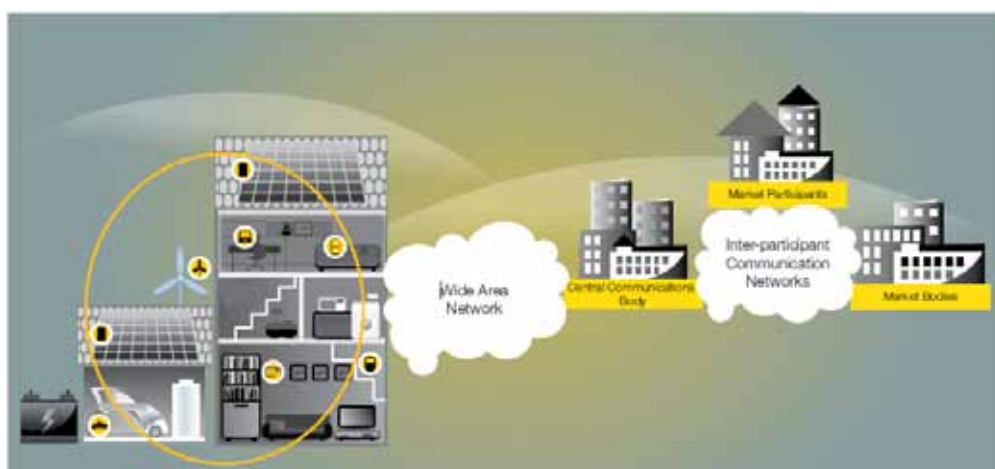 Wide Area
Network
Central Communications
Body
Market Participants
Inter-participant
Communication
Networks
Market Bodies